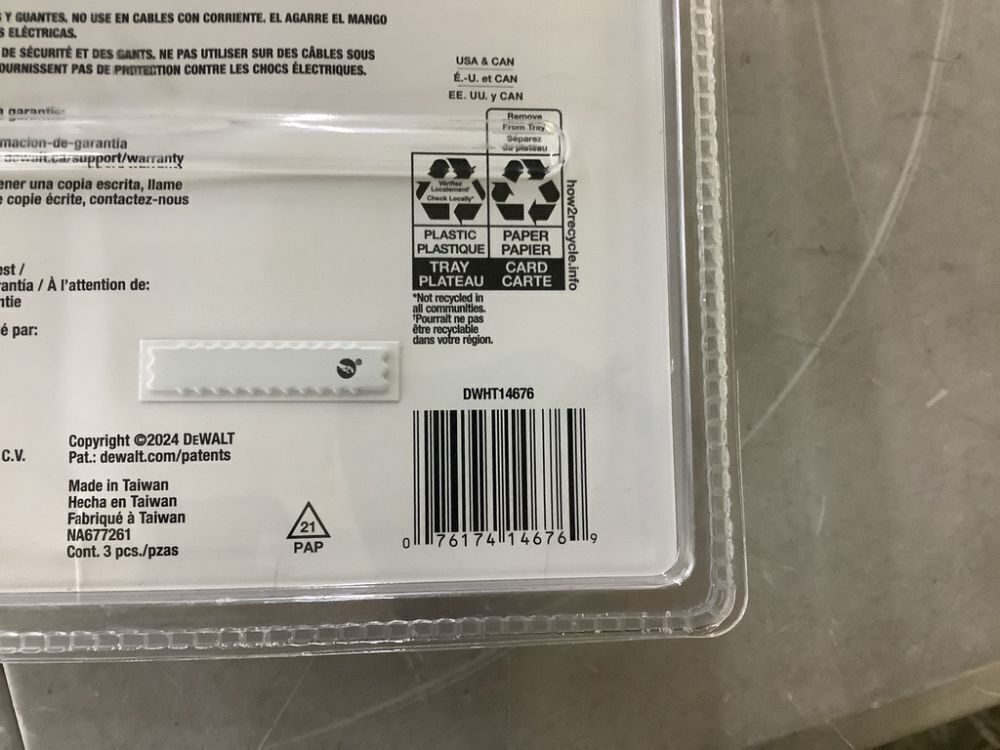 Y GUANTES. NO USE EN CABLES CON CORRIENTE. EL AGARRE EL MANGO
S ELÉCTRICAS.
DE SÉCURITÉ ET DES GANTS. NE PAS UTILISER SUR DES CÂBLES SOUS
OURNISSENT PAS DE PROTECTION CONTRE LES CHOCS ÉLECTRIQUES.
garantie:
macion-de-garantia
dewalt.ca/support/warranty
ener una copia escrita, llame
copie écrite, contactez-nous
est /
rantía / À l'attention de:
ntie
é par:
C.V.
Copyright ©2024 DEWALT
Pat.: dewalt.com/patents
Made in Taiwan
Hecha en Taiwan
Fabriqué à Taiwan
NA677261
Cont. 3 pcs./pzas
21
PAP
USA & CAN
É.-U. et CAN
EE. UU. y CAN
Remove
From Tray
Séparez
du plateau
Vérifiez
Localement†
Check Locally*
PLASTIC
PLASTIQUE
TRAY
PLATEAU
PAPER
PAPIER
CARD
CARTE
how2recycle.info
*Not recycled in
all communities.
†Pourrait ne pas
être recyclable
dans votre région.
DWHT14676
0 76174 14676 9